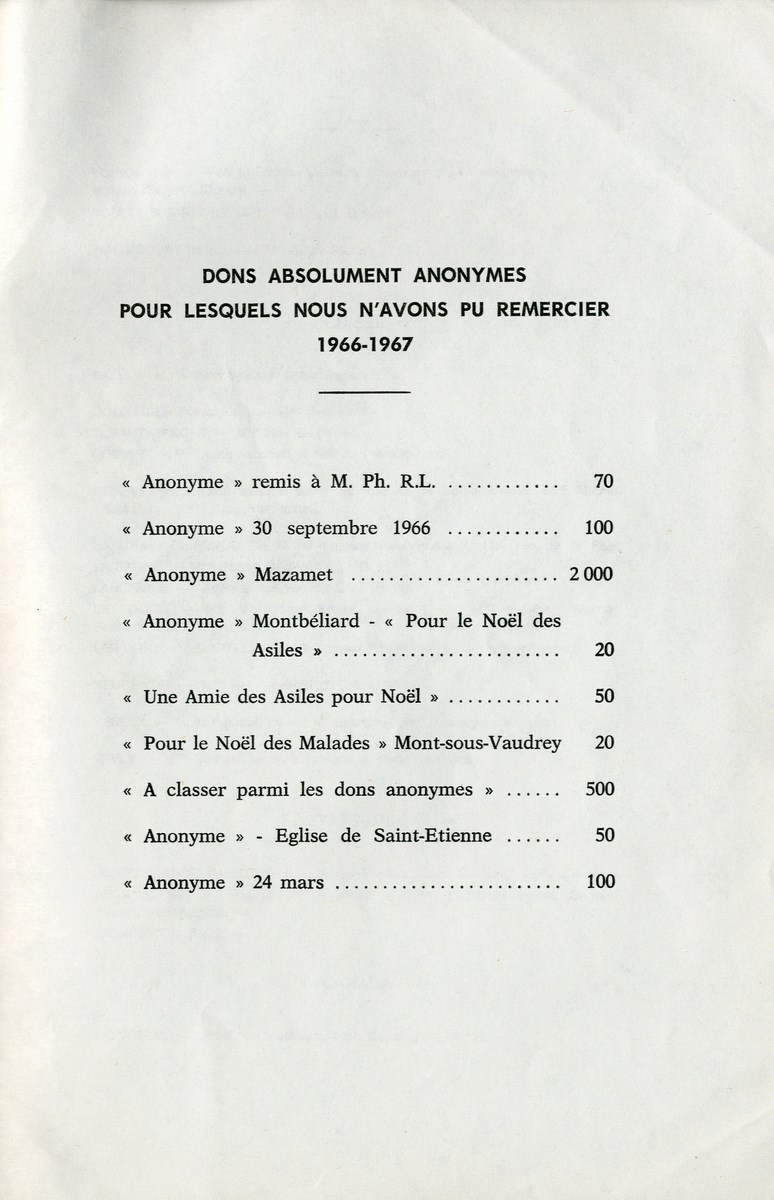 DONS ABSOLUMENT ANONYMES
POUR LESQUELS NOUS N'AVONS PU REMERCIER
1966-1967
« Anonyme » remis à M. Ph. R.L. ............ 70
« Anonyme » 30 septembre 1966 ............ 100
« Anonyme » Mazamet ...................... 2 000
« Anonyme » Montbéliard - « Pour le Noël des
Asiles » ........................ 20
« Une Amie des Asiles pour Noël » ............ 50
« Pour le Noël des Malades » Mont-sous-Vaudrey 20
« A classer parmi les dons anonymes » ...... 500
« Anonyme » - Eglise de Saint-Etienne ...... 50
« Anonyme » 24 mars ........................ 100